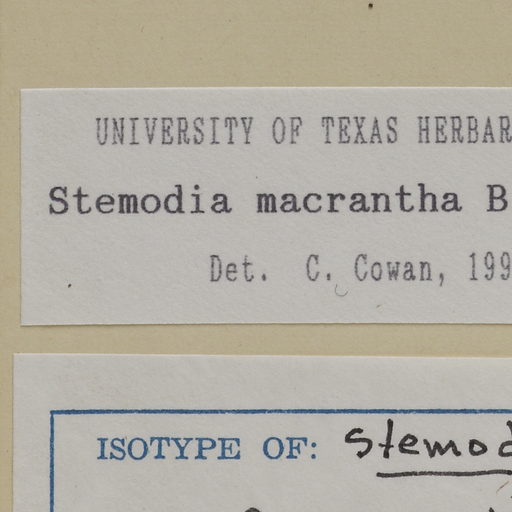 UNIVERSITY OF TEXAS HERBAR
Stemodia macrantha B
Det. C. Cowan, 199
ISOTYPE OF: Stemod